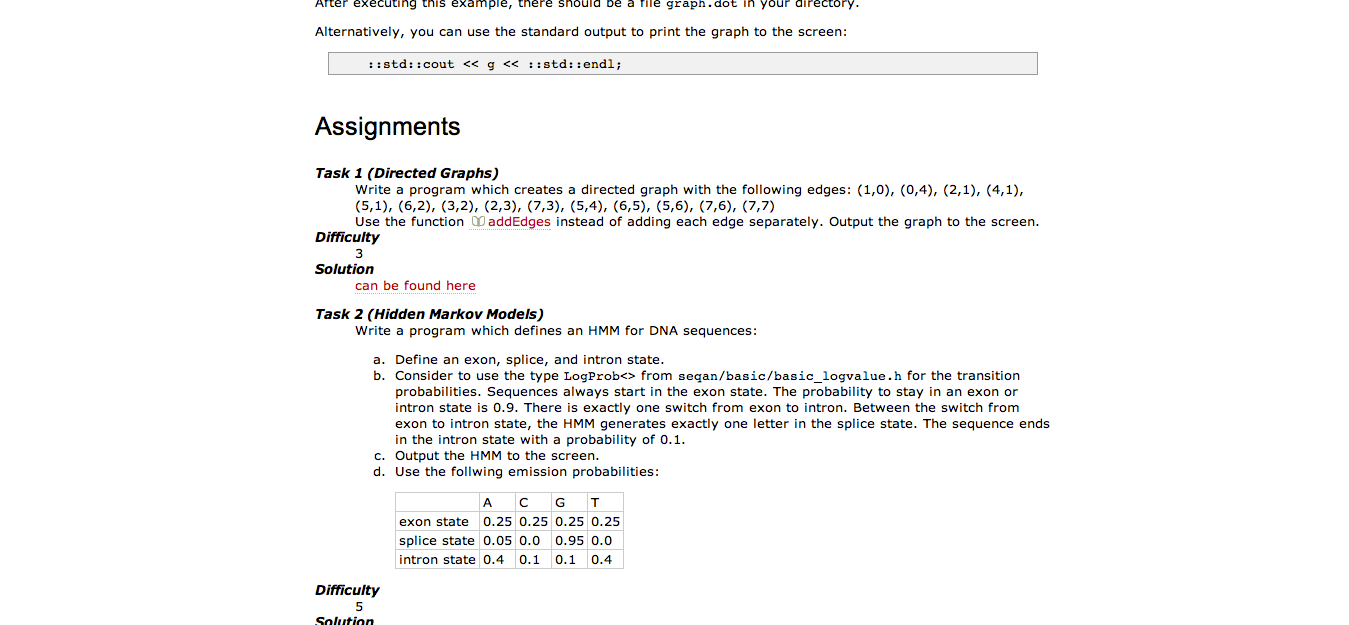 After executing this example, there should be a file graph.dot in your directory.
Alternatively, you can use the standard output to print the graph to the screen:
::std::cout << g << ::std::endl;
Assignments
Task 1 (Directed Graphs)
Write a program which creates a directed graph with the following edges: (1,0), (0,4), (2,1), (4,1),
(5,1), (6,2), (3,2), (2,3), (7,3), (5,4), (6,5), (5,6), (7,6), (7,7)
Use the function addEdges instead of adding each edge separately. Output the graph to the screen.
Difficulty
3
Solution
can be found here
Task 2 (Hidden Markov Models)
Write a program which defines an HMM for DNA sequences:
a. Define an exon, splice, and intron state.
b. Consider to use the type LogProb<> from seqan/basic/basic_logvalue.h for the transition
probabilities. Sequences always start in the exon state. The probability to stay in an exon or
intron state is 0.9. There is exactly one switch from exon to intron. Between the switch from
exon to intron state, the HMM generates exactly one letter in the splice state. The sequence ends
in the intron state with a probability of 0.1.
c. Output the HMM to the screen.
d. Use the follwing emission probabilities:
A C G T
exon state 0.25 0.25 0.25 0.25
splice state 0.05 0.0 0.95 0.0
intron state 0.4 0.1 0.1 0.4
Difficulty
5
Solution